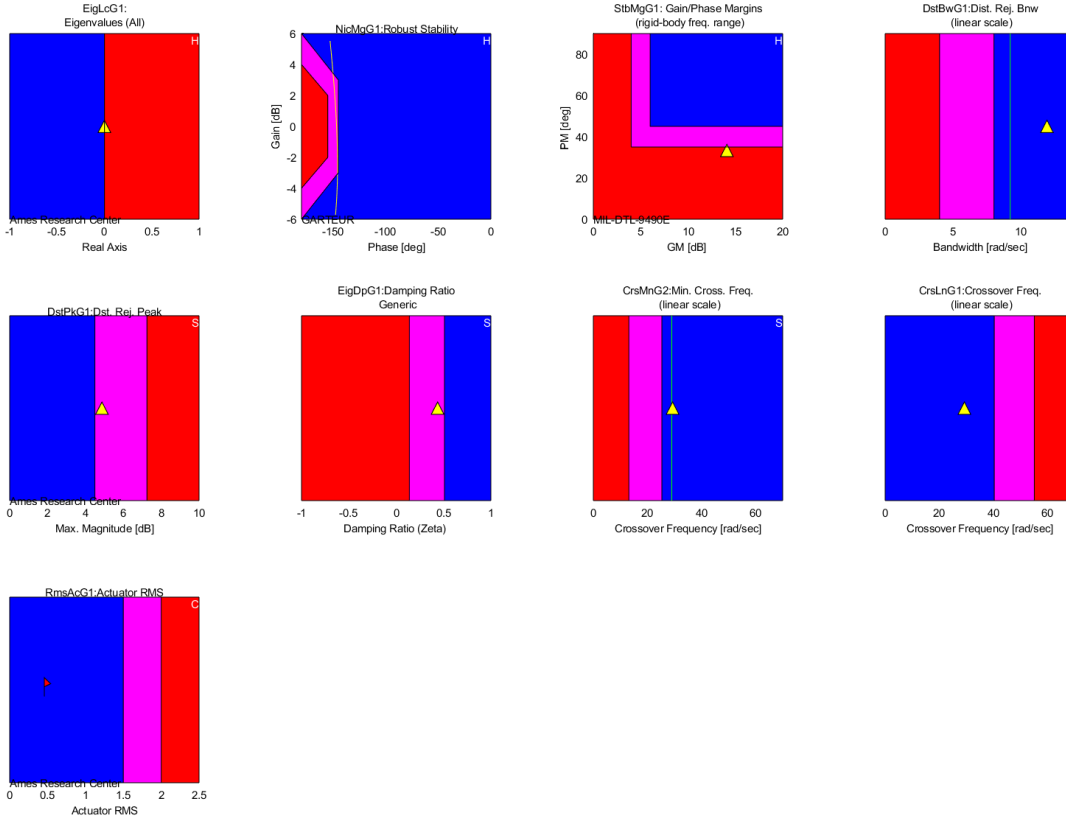 EigLcG1:
Eigenvalues (All)
H
Ames Research Center
-1 -0.5 0 0.5 1
Real Axis
NicMgG1:Robust Stability
H
6
4
2
0
-2
-4
-6
Gain [dB]
GARTEUR
-150 -100 -50 0
Phase [deg]
StbMgG1: Gain/Phase Margins
(rigid-body freq. range)
H
80
60
40
20
0
PM [deg]
MIL-DTL-9490E
0 5 10 15 20
GM [dB]
DstBwG1:Dist. Rej. Bnw
(linear scale)
0 5 10
Bandwidth [rad/sec]
DstPkG1:Dst. Rej. Peak
S
Ames Research Center
0 2 4 6 8 10
Max. Magnitude [dB]
EigDpG1:Damping Ratio
Generic
S
-1 -0.5 0 0.5 1
Damping Ratio (Zeta)
CrsMnG2:Min. Cross. Freq.
(linear scale)
S
0 20 40 60
Crossover Frequency [rad/sec]
CrsLnG1:Crossover Freq.
(linear scale)
0 20 40 60
Crossover Frequency [rad/sec]
RmsAcG1:Actuator RMS
C
Ames Research Center
0 0.5 1 1.5 2 2.5
Actuator RMS